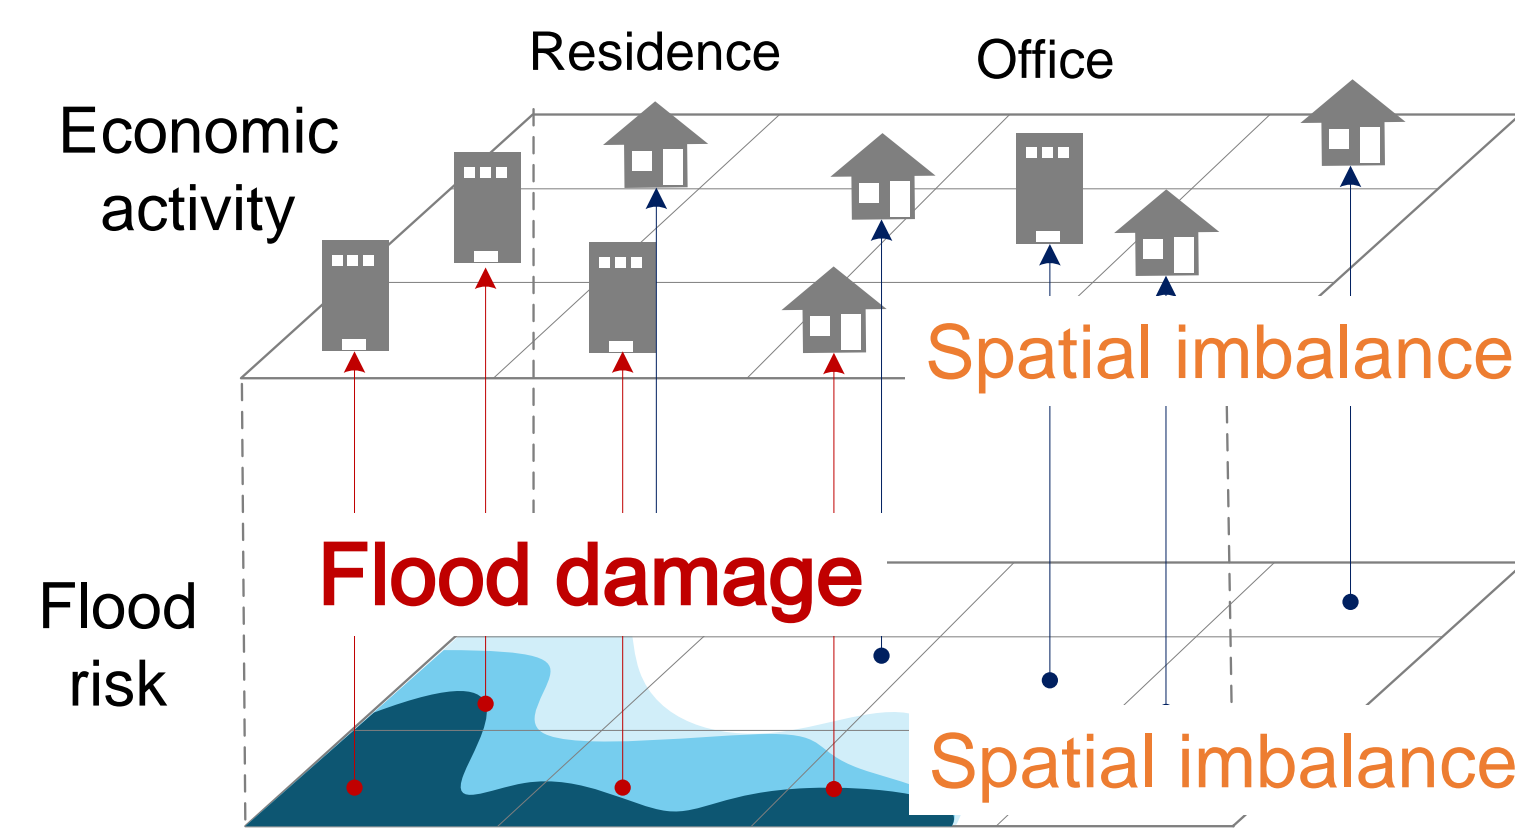 Residence
Office
Economic
activity
Spatial imbalance
Flood damage
Flood
risk
Spatial imbalance